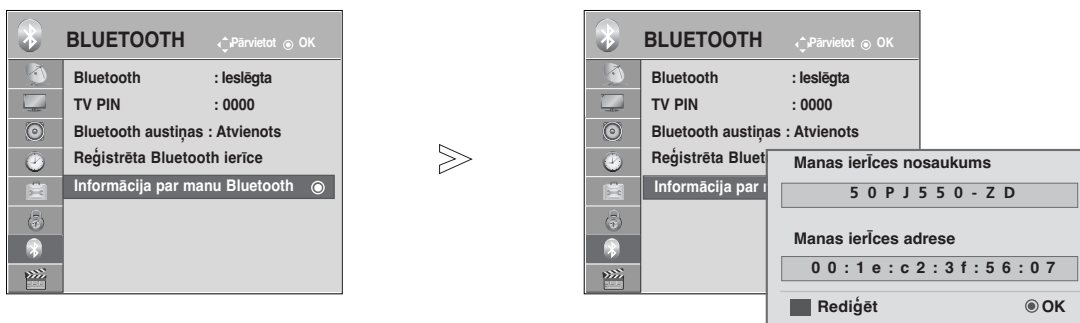 BLUETOOTH Pārvietot OK
Bluetooth : Ieslēgta
TV PIN : 0000
Bluetooth austiņas : Atvienots
Reģistrēta Bluetooth ierīce
Informācija par manu Bluetooth
BLUETOOTH Pārvietot OK
Bluetooth : Ieslēgta
TV PIN : 0000
Bluetooth austiņas : Atvienots
Reģistrēta Bluet
Informācija par
Manas ierĪces nosaukums
50PJ550-ZD
Manas ierĪces adrese
00:1e:c2:3f:56:07
Rediģēt OK